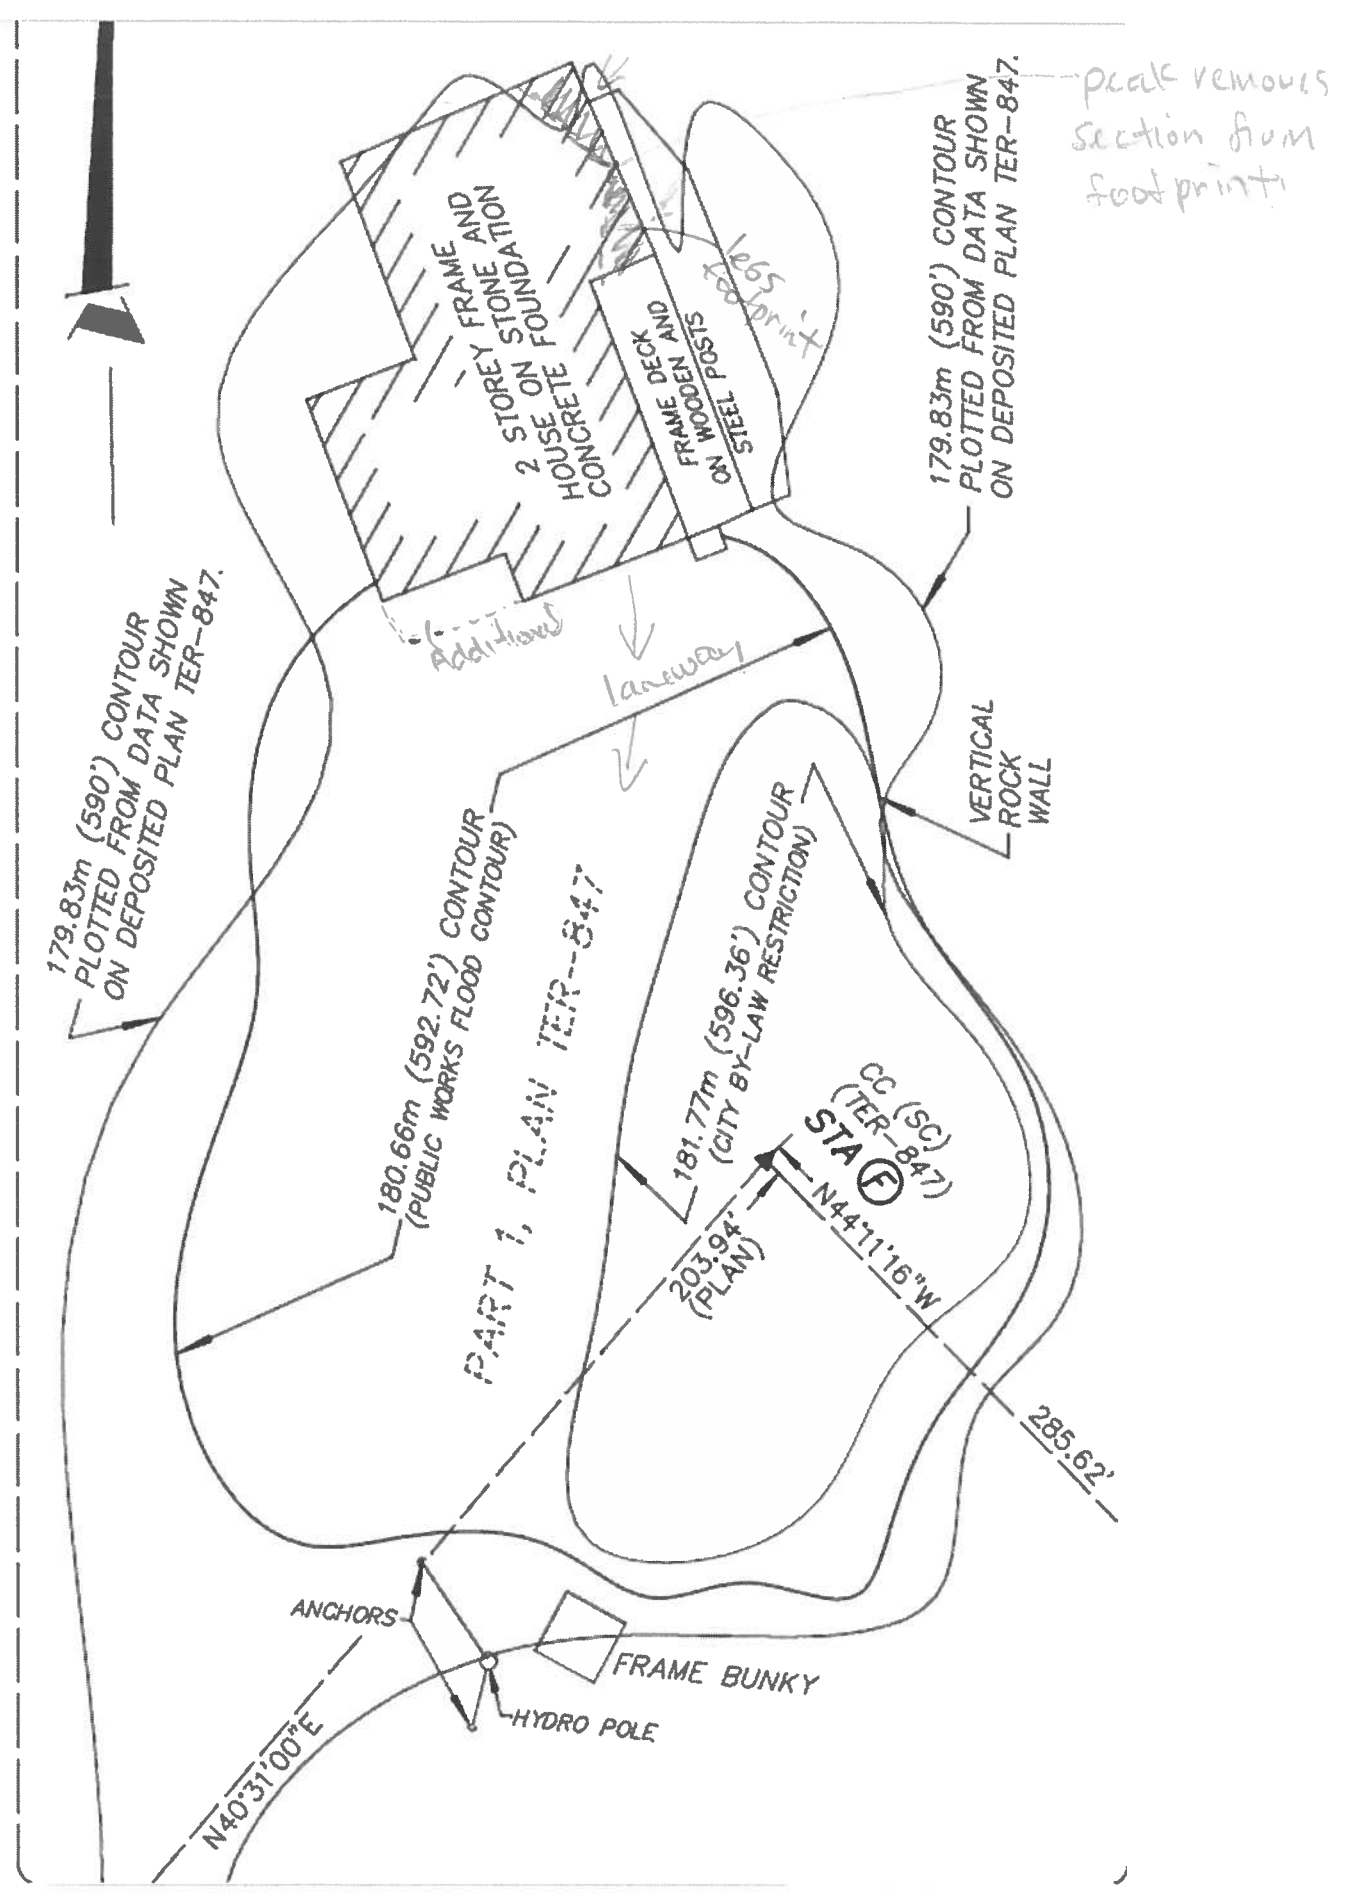 peak removes
section from
footprint
179.83m (590') CONTOUR
PLOTTED FROM DATA SHOWN
ON DEPOSITED PLAN TER-847.
2 STOREY FRAME AND
HOUSE ON STONE AND
CONCRETE FOUNDATION
less
footprint
FRAME DECK
ON WOODEN AND
STEEL POSTS
179.83m (590') CONTOUR
PLOTTED FROM DATA SHOWN
ON DEPOSITED PLAN TER-847.
Additional
laneway
VERTICAL
ROCK
WALL
180.66m (592.72') CONTOUR
(PUBLIC WORKS FLOOD CONTOUR)
PART 1, PLAN TER-847
181.77m (596.36') CONTOUR
(CITY BY-LAW RESTRICTION)
CC (SC)
(TER-847)
STA F
203.94'
(PLAN)
N44°11'16"W
285.62'
ANCHORS
FRAME BUNKY
HYDRO POLE
N40°31'00"E